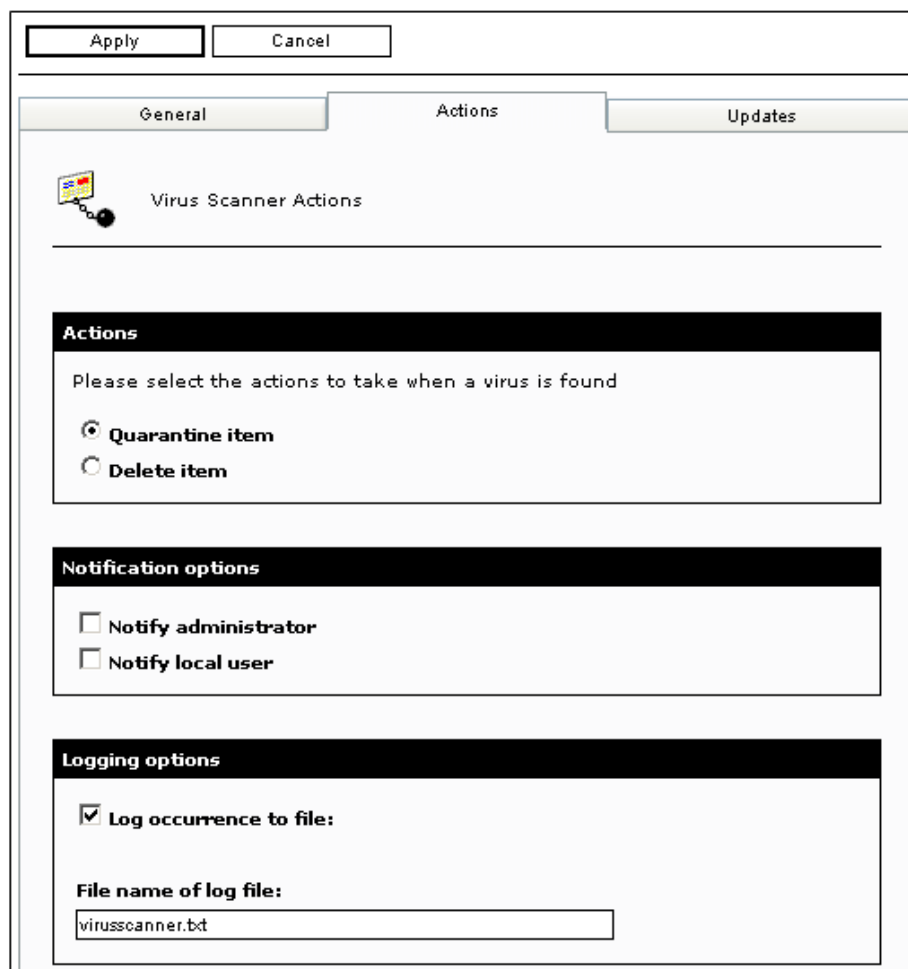 Apply Cancel
General Actions Updates
Virus Scanner Actions
Actions
Please select the actions to take when a virus is found
Quarantine item
Delete item
Notification options
Notify administrator
Notify local user
Logging options
Log occurrence to file:
File name of log file:
virusscanner.txt